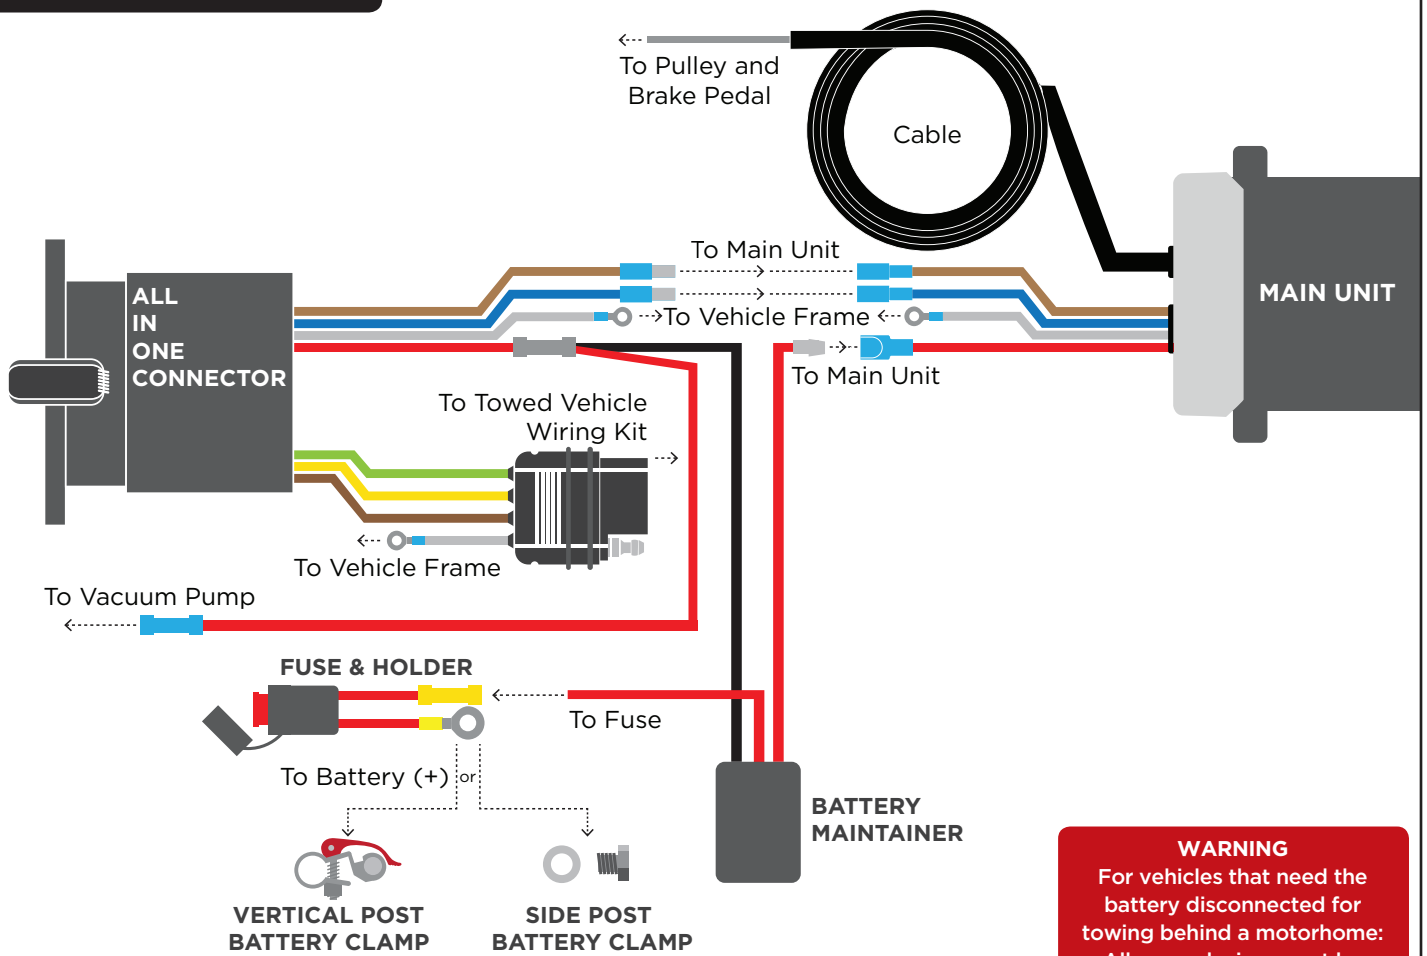 To Pulley and
Brake Pedal
Cable
To Main Unit
MAIN UNIT
ALL
IN
ONE
CONNECTOR
To Vehicle Frame
To Main Unit
To Towed Vehicle
Wiring Kit
To Vehicle Frame
To Vacuum Pump
FUSE & HOLDER
To Fuse
To Battery (+) or
BATTERY
MAINTAINER
VERTICAL POST
BATTERY CLAMP
SIDE POST
BATTERY CLAMP
WARNING
For vehicles that need the
battery disconnected for
towing behind a motorhome: